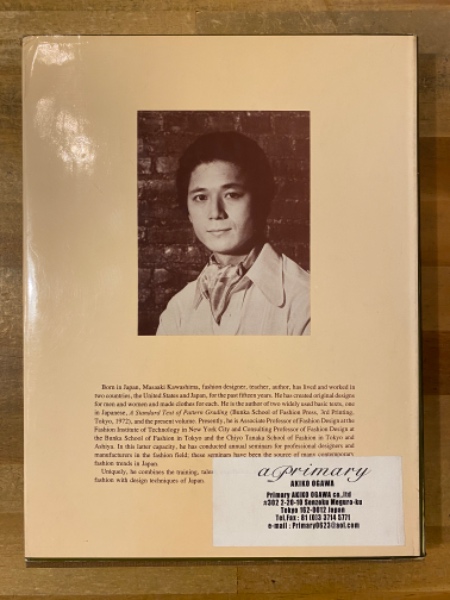 Born in Japan, Masaaki Kawashima, fashion designer, teacher, author, has lived and worked in
two countries, the United States and Japan, for the past fifteen years. He has created original designs
for men and women and made clothes for each. He is the author of two widely used basic texts, one
in Japanese, A Standard Text of Pattern Grading (Bunka School of Fashion Press, 3rd Printing,
Tokyo, 1972), and the present volume. Presently, he is Associate Professor of Fashion Design at the
Fashion Institute of Technology in New York City and Consulting Professor of Fashion Design at
the Bunka School of Fashion in Tokyo and the Chiyo Tanaka School of Fashion in Tokyo and
Ashiya. In this latter capacity, he has conducted annual seminars for professional designers and
manufacturers in the fashion field; these seminars have been the source of many contemporary
fashion trends in Japan.
Uniquely, he combines the training,
fashion with design techniques of Japan.
a primary
AKIKO OGAWA
Primary AKIKO OGAWA co.,ltd
#302 2-20-16 Senzoku Meguro-ku
Tokyo 152-0012 Japan
Tel.Fax : 81 (0)3 3714 5771
e-mail : Primary0623@aol.com